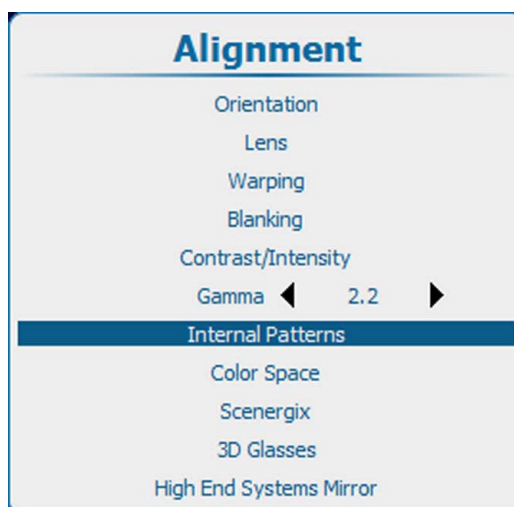 Alignment
Orientation
Lens
Warping
Blanking
Contrast/Intensity
Gamma 2.2
Internal Patterns
Color Space
Scenergix
3D Glasses
High End Systems Mirror